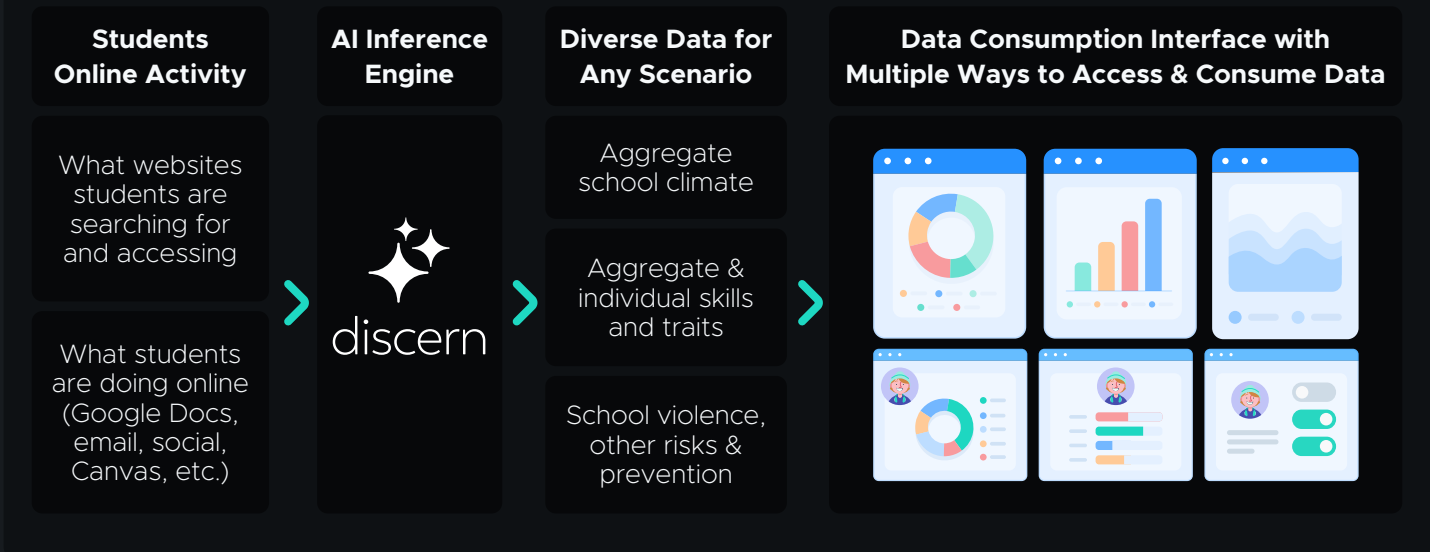 Students
Online Activity
AI Inference
Engine
Diverse Data for
Any Scenario
Data Consumption Interface with
Multiple Ways to Access & Consume Data
What websites
students are
searching for
and accessing
What students
are doing online
(Google Docs,
email, social,
Canvas, etc.)
discern
Aggregate
school climate
Aggregate &
individual skills
and traits
School violence,
other risks &
prevention